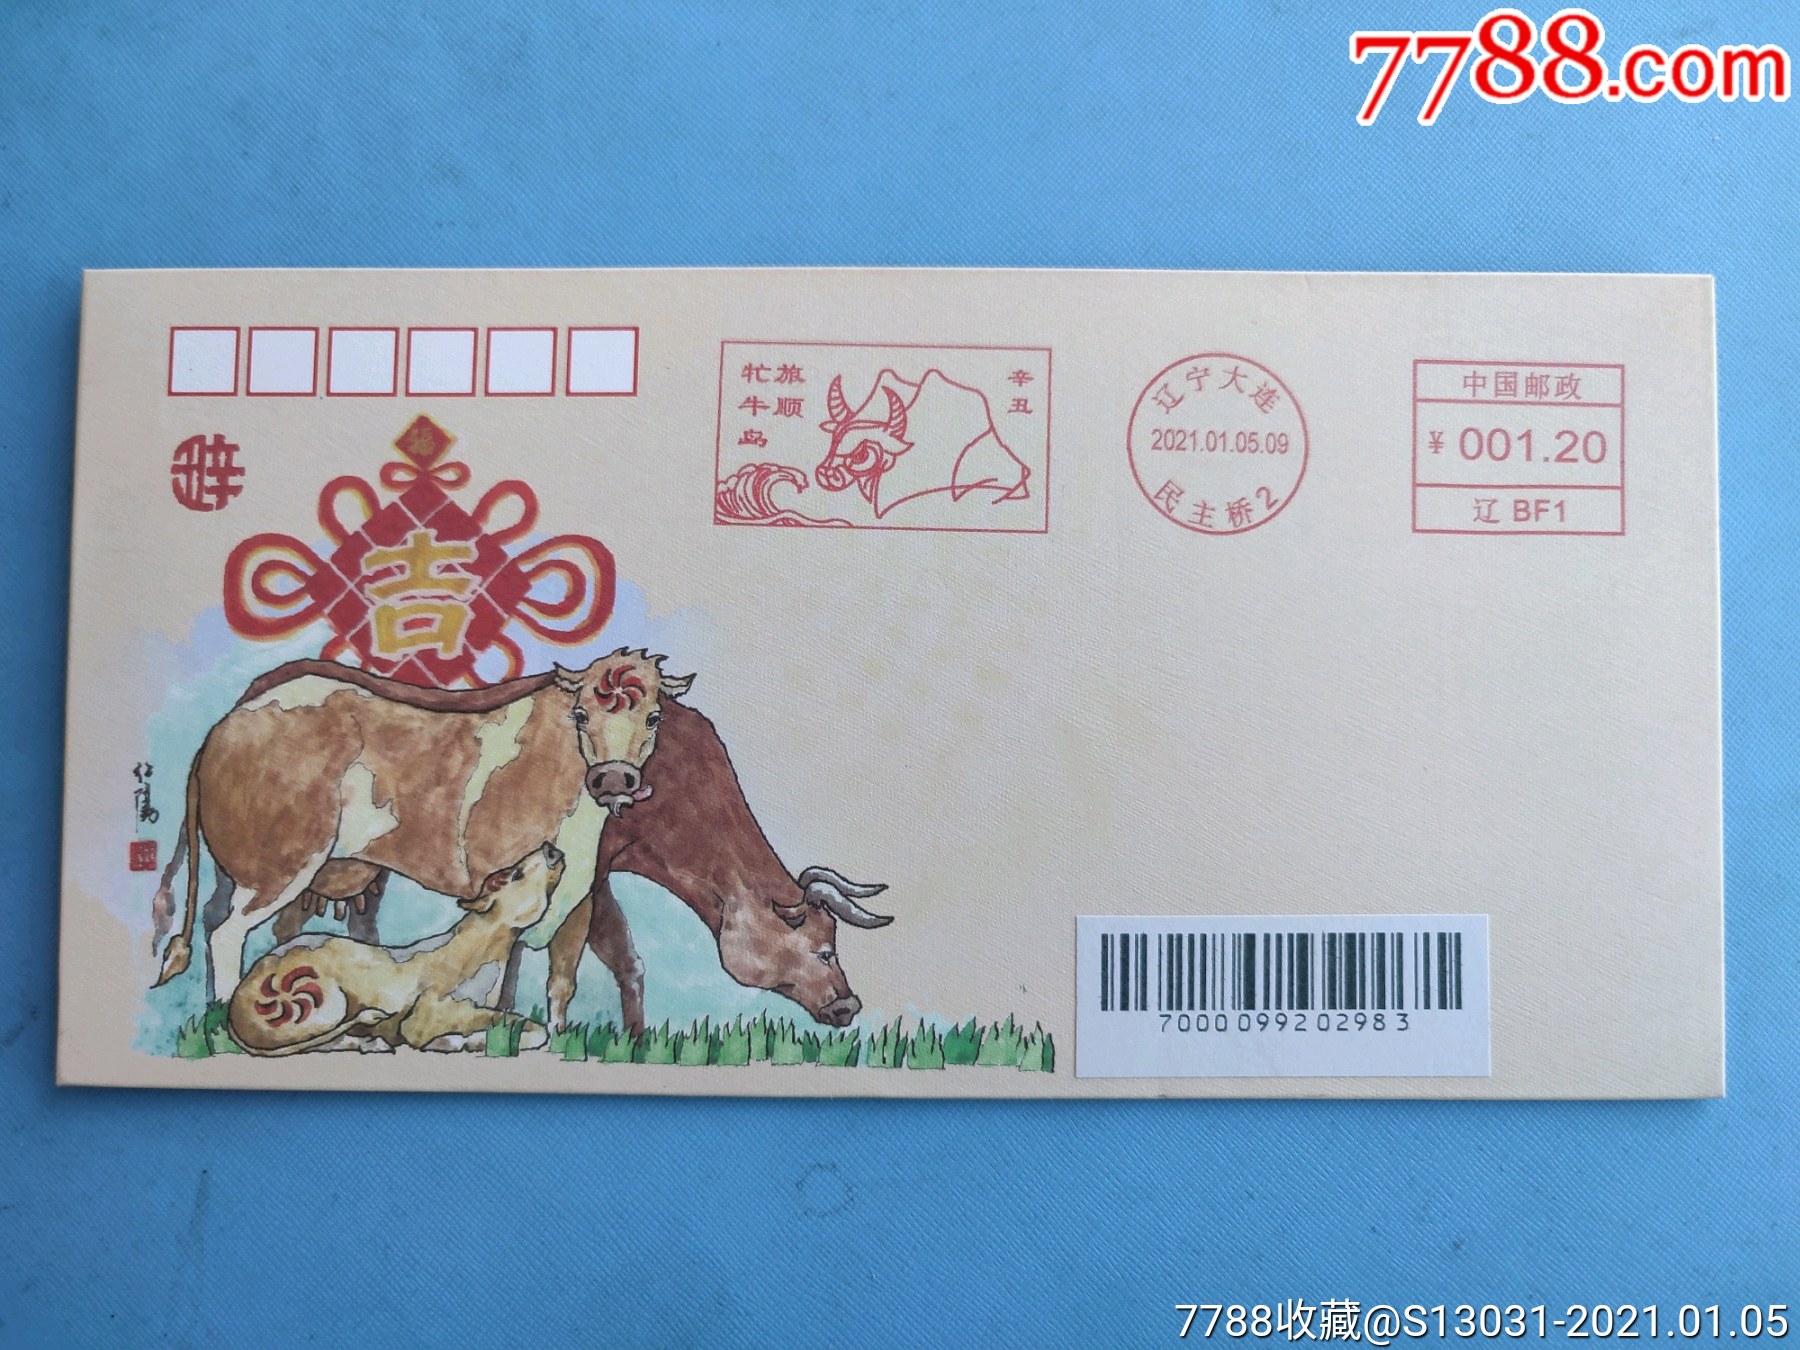 7788.com
旅顺
牤牛岛
辛丑
辽宁大连
2021.01.05.09
民主桥2
中国邮政
¥ 001.20
辽 BF1
福
吉
7000099202983
7788收藏@S13031-2021.01.05